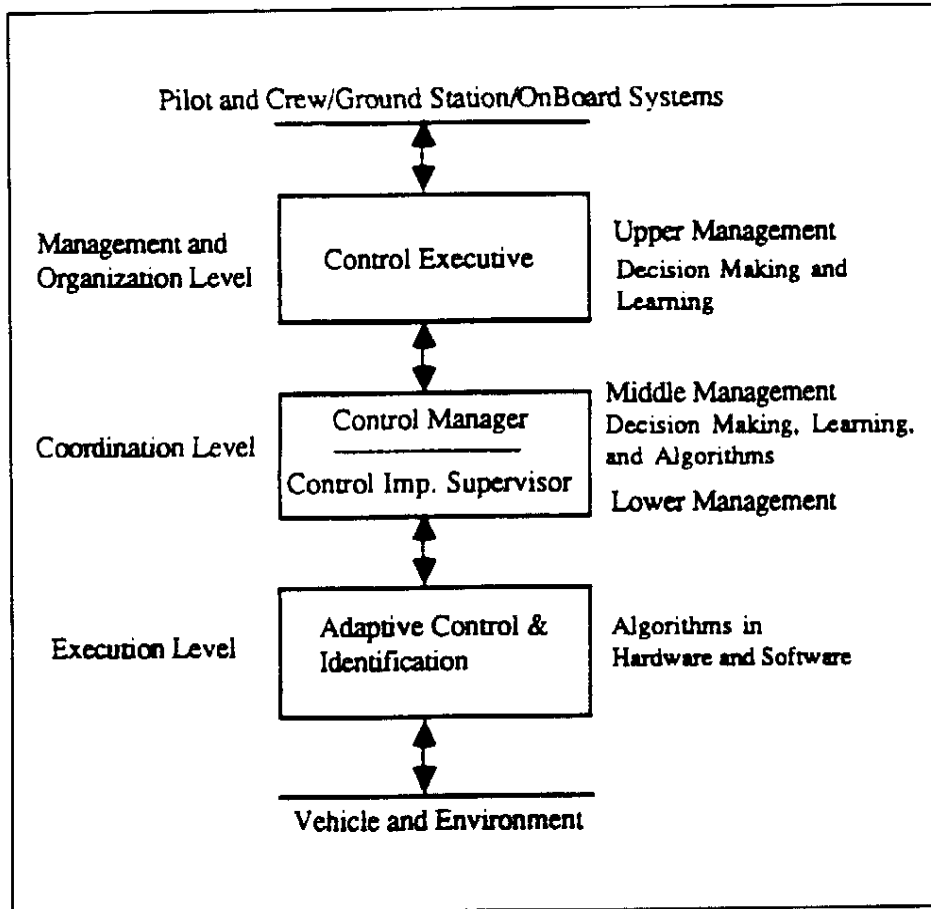 Pilot and Crew/Ground Station/OnBoard Systems
Management and
Organization Level
Control Executive
Upper Management
Decision Making and
Learning
Coordination Level
Control Manager
Control Imp. Supervisor
Middle Management
Decision Making, Learning,
and Algorithms
Lower Management
Execution Level
Adaptive Control &
Identification
Algorithms in
Hardware and Software
Vehicle and Environment